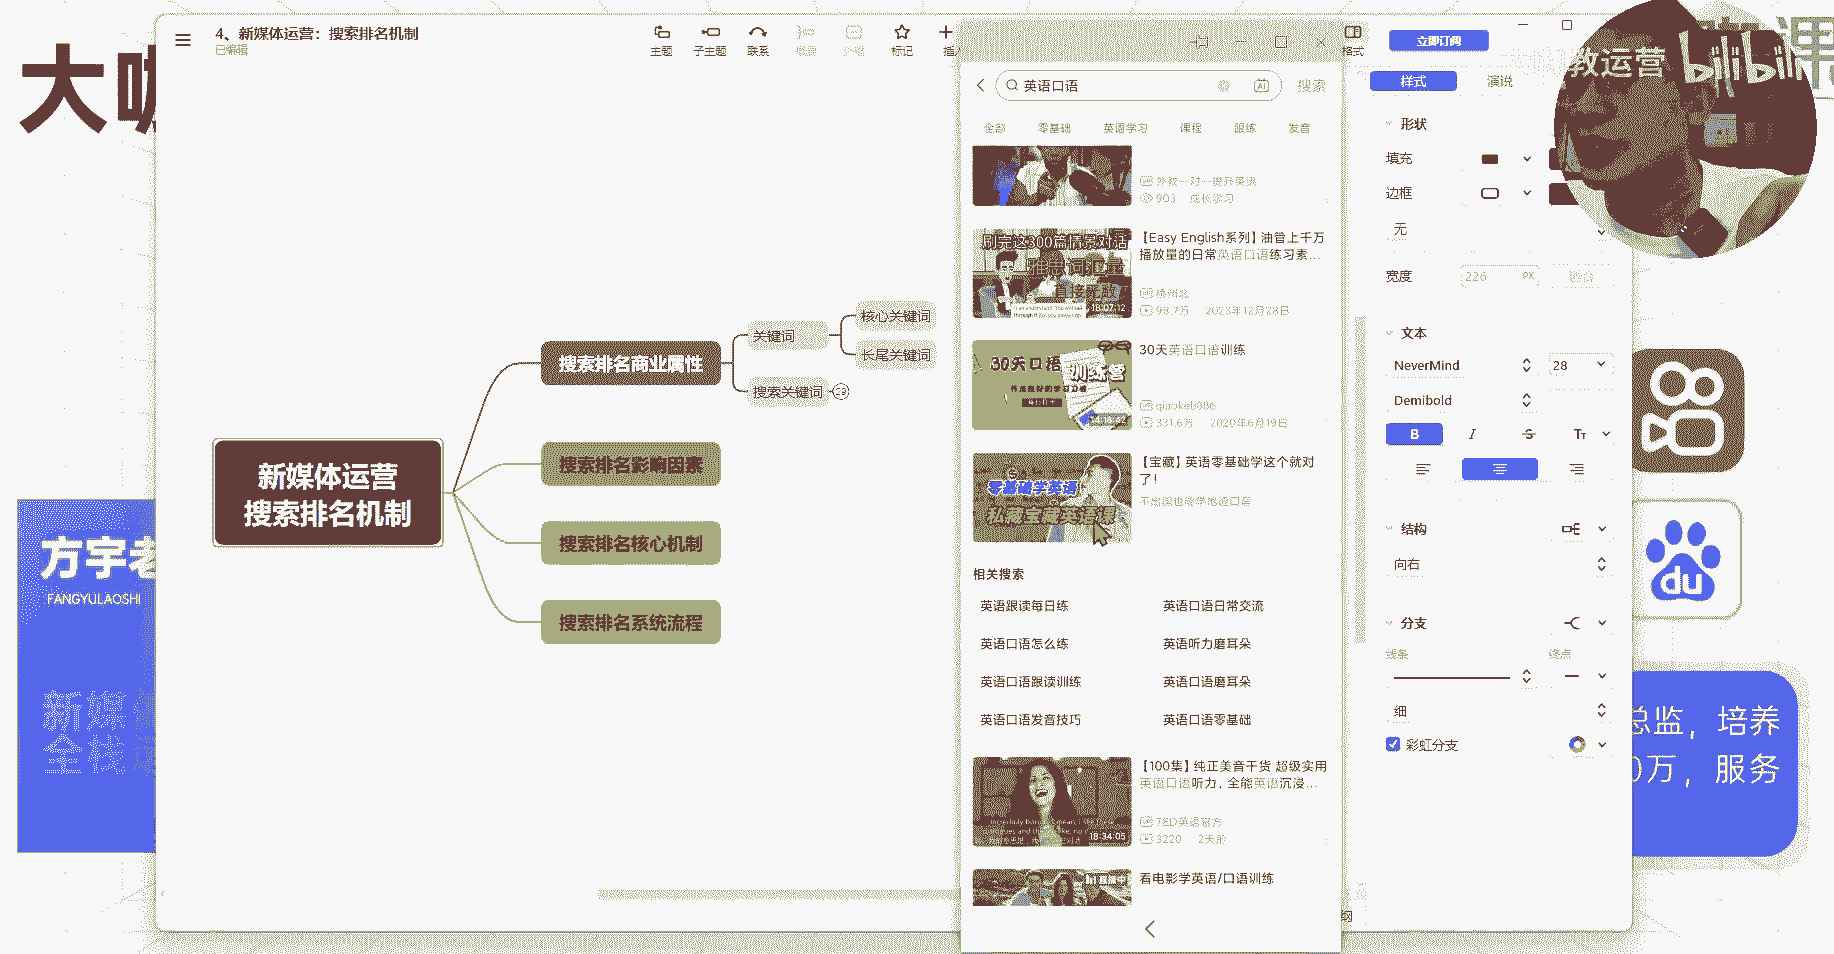 大咖
4、新媒体运营：搜索排名机制
已编辑
主题
子主题
联系
概要
外框
标记
插入
格式
立即订阅
教运营
bilibili
课
样式
演说
形状
填充
边框
无
宽度
226
PX
适合
文本
NeverMind
28
Demibold
B
I
S
TT
结构
向右
分支
线条
终点
细
彩虹分支
新媒体运营
搜索排名机制
搜索排名商业属性
关键词
核心关键词
长尾关键词
搜索关键词
29
搜索排名影响因素
搜索排名核心机制
搜索排名系统流程
英语口语
AI
搜索
全部
零基础
英语学习
课程
跟练
发音
外教一对一提升英语
903
成长学习
刷完这300篇情景对话
雅思词汇量
直接死敌
18:07:12
【Easy English系列】油管上千万
播放量的日常英语口语练习素...
98.7万
2023年12月28日
30天口语
训练营
30天英语口语训练
qiaokeb886
331.6万
2020年6月19日
零基础学英语
私藏宝藏英语课
【宝藏】英语零基础学这个就对
了！
不出国也能学地道口语
相关搜索
英语跟读每日练
英语口语日常交流
英语口语怎么练
英语听力磨耳朵
英语口语跟读训练
英语口语磨耳朵
英语口语发音技巧
英语口语零基础
18:34:05
【100集】纯正美音干货 超级实用
英语口语听力，全能英语沉浸...
TED英语官方
3220
2天前
看电影学英语/口语训练
方宇老
FANGYULAOSHI
新媒体
全栈
du
总监，培养
0万，服务
纲